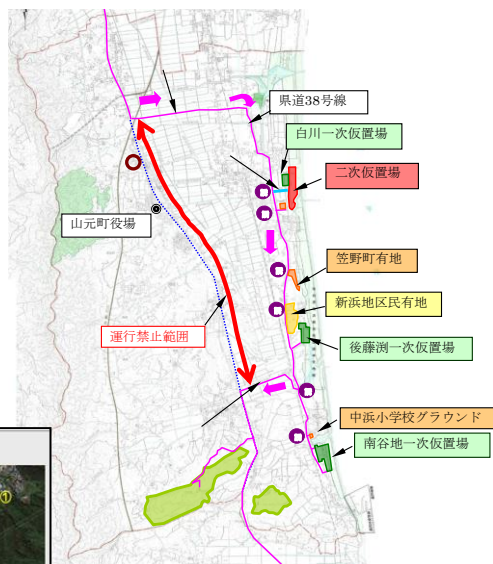 県道38号線
白川一次仮置場
二次仮置場
山元町役場
笠野町有地
新浜地区民有地
運行禁止範囲
後藤渕一次仮置場
中浜小学校グラウンド
南谷地一次仮置場
①